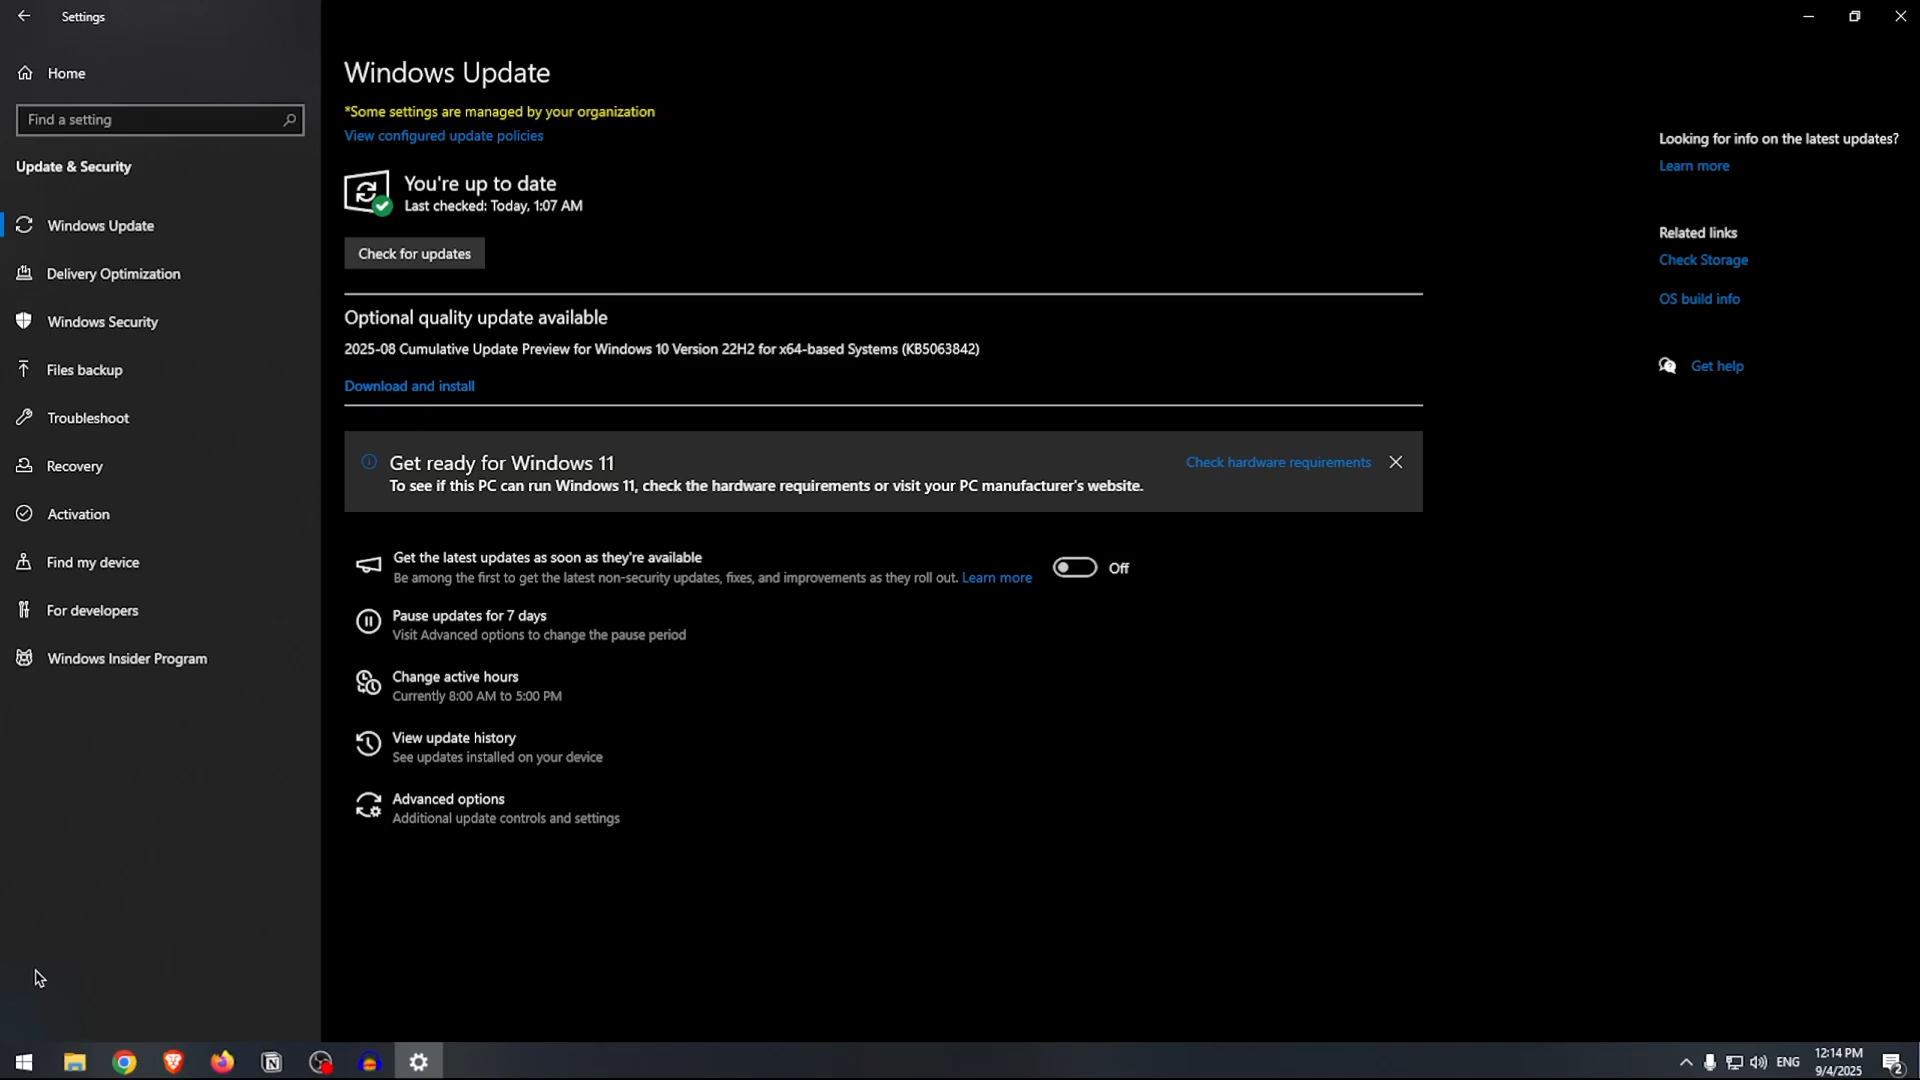 Settings
Home
Find a setting
Update & Security
Windows Update
Delivery Optimization
Windows Security
Files backup
Troubleshoot
Recovery
Activation
Find my device
For developers
Windows Insider Program
Windows Update
*Some settings are managed by your organization
View configured update policies
You're up to date
Last checked: Today, 1:07 AM
Check for updates
Optional quality update available
2025-08 Cumulative Update Preview for Windows 10 Version 22H2 for x64-based Systems (KB5063842)
Download and install
Get ready for Windows 11
Check hardware requirements
To see if this PC can run Windows 11, check the hardware requirements or visit your PC manufacturer's website.
Get the latest updates as soon as they're available
Be among the first to get the latest non-security updates, fixes, and improvements as they roll out. Learn more
Off
Pause updates for 7 days
Visit Advanced options to change the pause period
Change active hours
Currently 8:00 AM to 5:00 PM
View update history
See updates installed on your device
Advanced options
Additional update controls and settings
Looking for info on the latest updates?
Learn more
Related links
Check Storage
OS build info
Get help
ENG
12:14 PM
9/4/2025
2